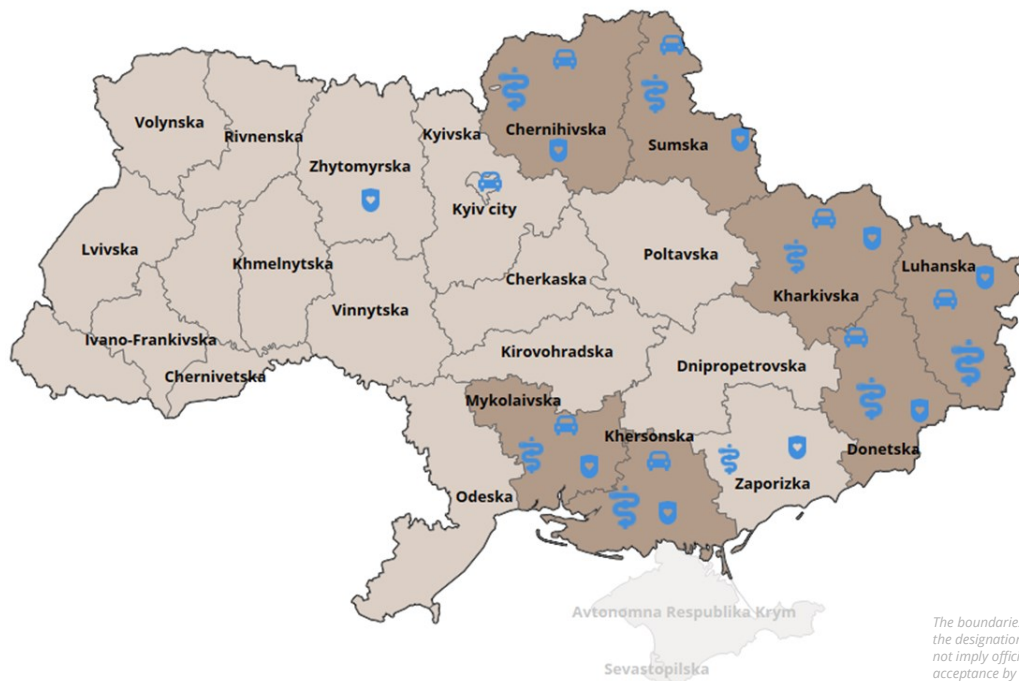 Volynska
Rivnenska
Kyivska
Chernihivska
Sumska
Zhytomyrska
Kyiv city
Lvivska
Khmelnytska
Cherkaska
Poltavska
Luhanska
Kharkivska
Vinnytska
Ivano-Frankivska
Kirovohradska
Dnipropetrovska
Chernivetska
Mykolaivska
Khersonska
Donetska
Zaporizka
Odeska
Avtonomna Respublika Krym
Sevastopilska
The boundarie
the designation
not imply offici
acceptance by